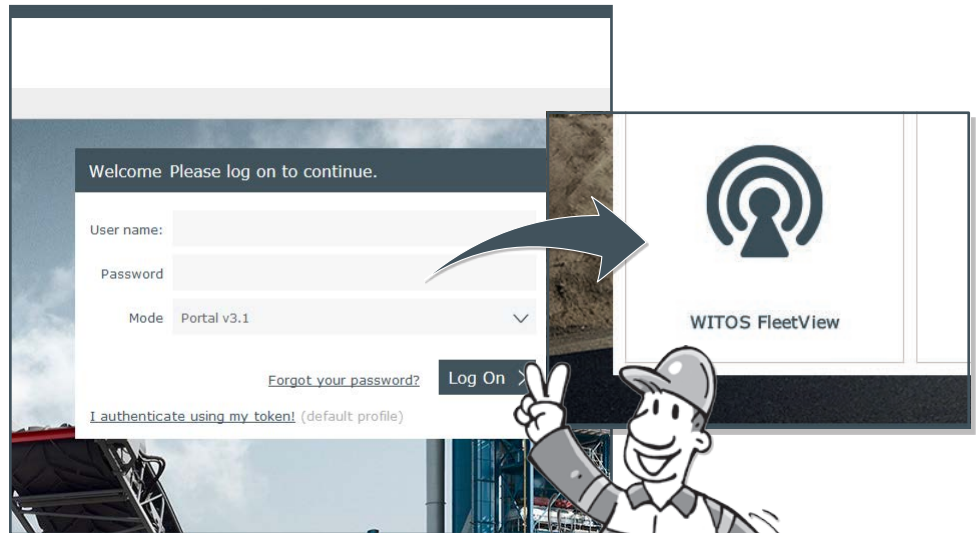 Welcome Please log on to continue.
User name:
Password
Mode Portal v3.1
Forgot your password? Log On
I authenticate using my token! (default profile)
WITOS FleetView